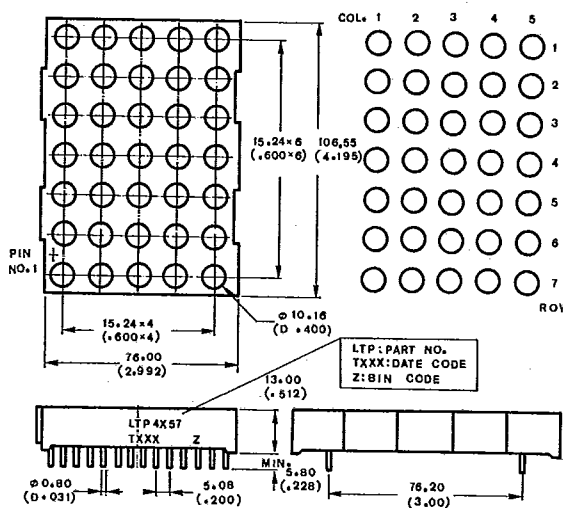 COL. 1 2 3 4 5
1
2
3
4
5
6
7
ROW
15.24×6
(.600×6)
106.55
(4.195)
PIN
NO.1
15.24×4
(.600×4)
76.00
(2.992)
φ10.16
(D .400)
LTP:PART NO.
TXXX:DATE CODE
Z:BIN CODE
13.00
(.512)
LTP4X57
TXXX Z
MIN.
5.80
(.228)
φ0.80
(D.031)
5.08
(.200)
76.20
(3.00)